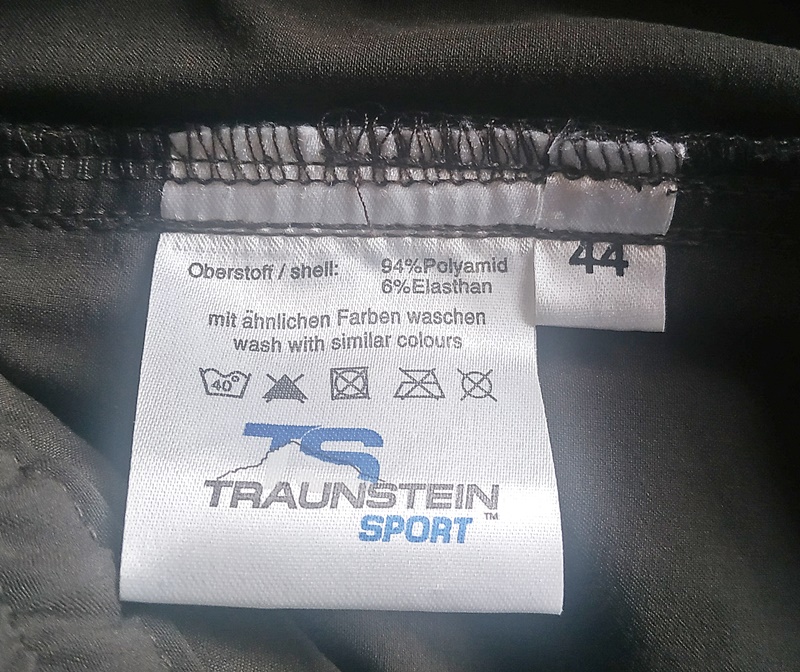 Oberstoff / shell: 94%Polyamid
6%Elasthan
mit ähnlichen Farben waschen
wash with similar colours
40°
TS
TRAUNSTEIN
SPORT™
44